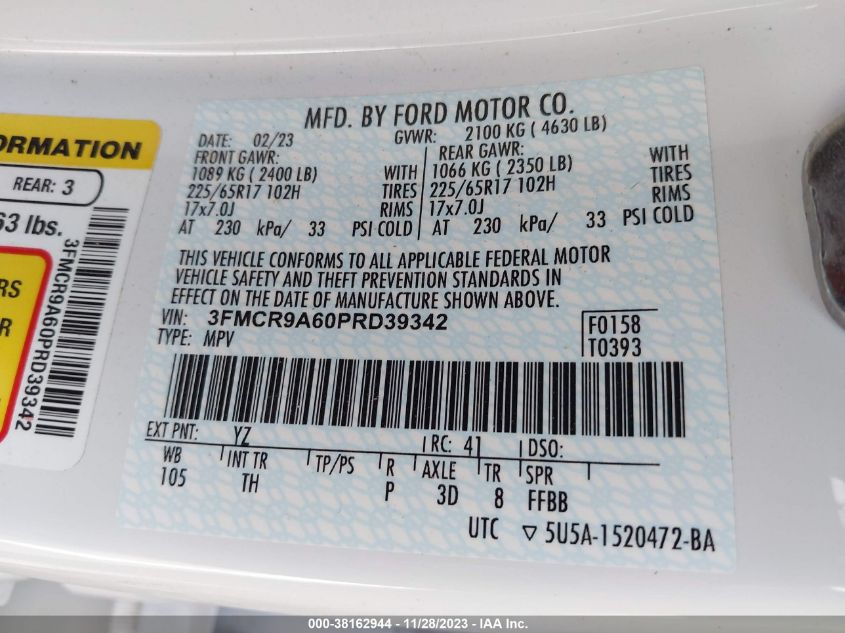 MFD. BY FORD MOTOR CO.
DATE: 02/23 GVWR: 2100 KG ( 4630 LB)
FRONT GAWR: REAR GAWR:
1089 KG ( 2400 LB) WITH 1066 KG ( 2350 LB) WITH
225/65R17 102H TIRES 225/65R17 102H TIRES
17x7.0J RIMS 17x7.0J RIMS
AT 230 kPa/ 33 PSI COLD AT 230 kPa/ 33 PSI COLD
THIS VEHICLE CONFORMS TO ALL APPLICABLE FEDERAL MOTOR
VEHICLE SAFETY AND THEFT PREVENTION STANDARDS IN
EFFECT ON THE DATE OF MANUFACTURE SHOWN ABOVE.
VIN: 3FMCR9A60PRD39342 F0158
TYPE: MPV T0393
EXT PNT: YZ RC: 41 DSO:
WB INT TR TP/PS R AXLE TR SPR
105 TH P 3D 8 FFBB
UTC ▽ 5U5A-1520472-BA
ORMATION
REAR: 3
63 lbs.
RS
R
3FMCR9A60PRD39342
000-38162944 - 11/28/2023 - IAA Inc.